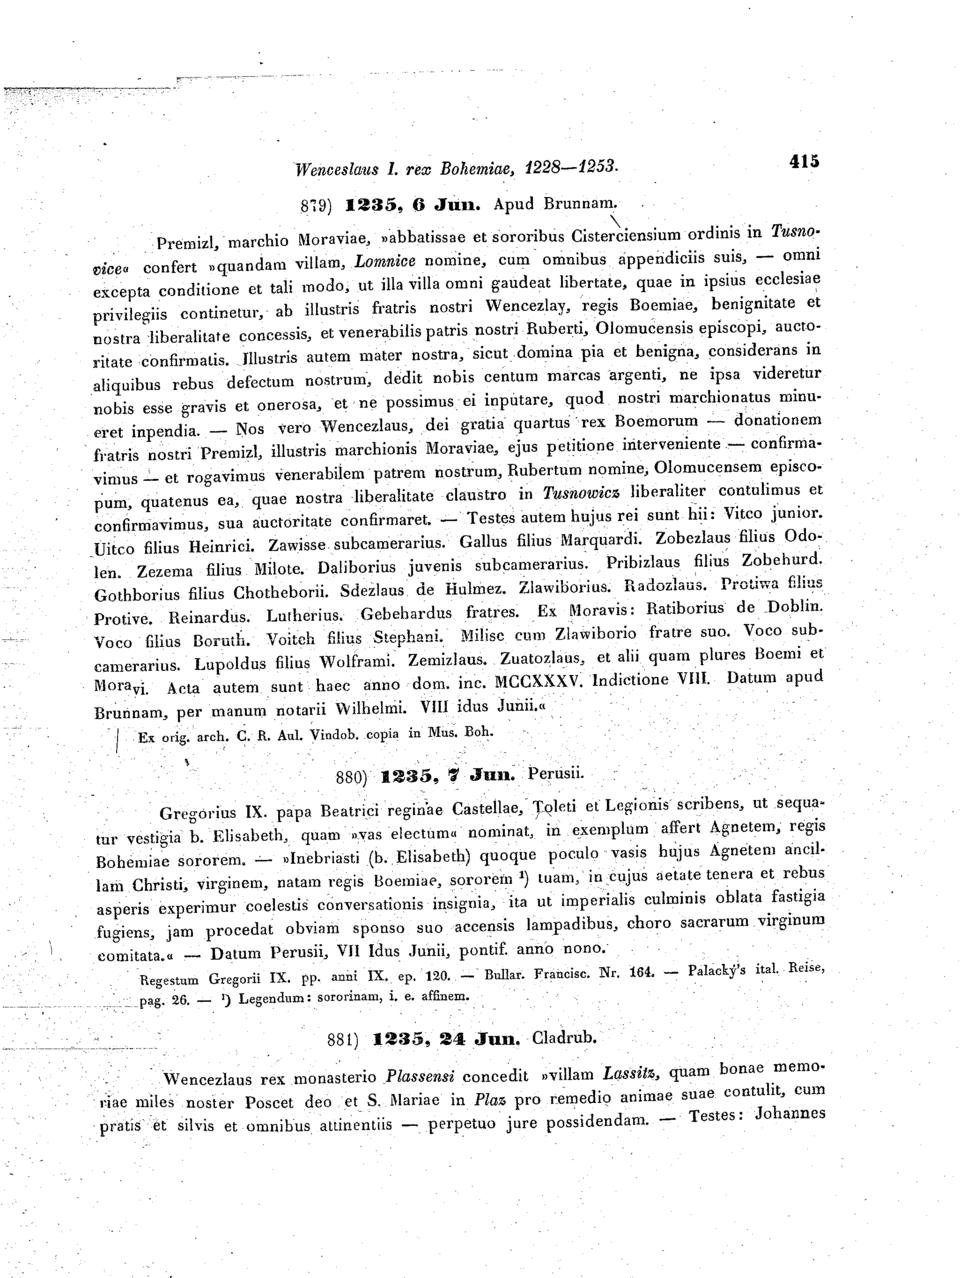 Wenceslaus I. rex Bohemiae, 1228—1253. 415
879) 1235, 6 Jun. Apud Brunnam.
Premizl, marchio Moraviae, »abbatissae et sororibus Cisterciensium ordinis in Tusno-
vice« confert »quandam villam, Lomnice nomine, cum omnibus appendiciis suis, — omni
excepta conditione et tali modo, ut illa villa omni gaudeat libertate, quae in ipsius ecclesiae
privilegiis continetur, ab illustris fratris nostri Wencezlay, regis Boemiae, benignitate et
nostra liberalitate concessis, et venerabilis patris nostri Ruberti, Olomucensis episcopi, aucto-
ritate confirmatis. Illustris autem mater nostra, sicut domina pia et benigna, considerans in
aliquibus rebus defectum nostrum, dedit nobis centum marcas argenti, ne ipsa videretur
nobis esse gravis et onerosa, et ne possimus ei inputare, quod nostri marchionatus minu-
eret inpendia. — Nos vero Wencezlaus, dei gratia quartus rex Boemorum — donationem
fratris nostri Premizl, illustris marchionis Moraviae, ejus petitione interveniente — confirma-
vimus — et rogavimus venerabilem patrem nostrum, Rubertum nomine, Olomucensem episco-
pum, quatenus ea, quae nostra liberalitate claustro in Tusnowicz liberaliter contulimus et
confirmavimus, sua auctoritate confirmaret. — Testes autem hujus rei sunt hii: Vitco junior.
Uitco filius Heinrici. Zawisse subcamerarius. Gallus filius Marquardi. Zobezlaus filius Odo-
len. Zezema filius Milote. Daliborius juvenis subcamerarius. Pribizlaus filius Zobehurd.
Gothborius filius Chotheborii. Sdezlaus de Hulmez. Zlawiborius. Radozlaus. Protiwa filius
Protive. Reinardus. Lutherius. Gebehardus fratres. Ex Moravis: Ratiborius de Doblin.
Voco filius Boruth. Voitch filius Stephani. Milisc cum Zlawiborio fratre suo. Voco sub-
camerarius. Lupoldus filius Wolframi. Zemizlaus. Zuatozlaus, et alii quam plures Boemi et
Moravi. Acta autem sunt haec anno dom. inc. MCCXXXV. Indictione VIII. Datum apud
Brunnam, per manum notarii Wilhelmi. VIII idus Junii.«
Ex orig. arch. C. R. Aul. Vindob. copia in Mus. Boh.
880) 1235, 7 Jun. Perusii.
Gregorius IX. papa Beatrici reginae Castellae, Toleti et Legionis scribens, ut sequa-
tur vestigia b. Elisabeth, quam »vas electum« nominat, in exemplum affert Agnetem, regis
Bohemiae sororem. — »Inebriasti (b. Elisabeth) quoque poculo vasis hujus Agnetem ancil-
lam Christi, virginem, natam regis Boemiae, sororem ¹) tuam, in cujus aetate tenera et rebus
asperis experimur coelestis conversationis insignia, ita ut imperialis culminis oblata fastigia
fugiens, jam procedat obviam sponso suo accensis lampadibus, choro sacrarum virginum
comitata.« — Datum Perusii, VII Idus Junii, pontif. anno nono.
Regestum Gregorii IX. pp. anni IX. ep. 120. — Bullar. Francisc. Nr. 164. — Palacký's ital. Reise,
pag. 26. — ¹) Legendum: sororinam, i. e. affinem.
881) 1235, 24 Jun. Cladrub.
Wencezlaus rex monasterio Plassensi concedit »villam Lassitz, quam bonae memo-
riae miles noster Poscet deo et S. Mariae in Plaz pro remedio animae suae contulit, cum
pratis et silvis et omnibus attinentiis — perpetuo jure possidendam. — Testes: Johannes